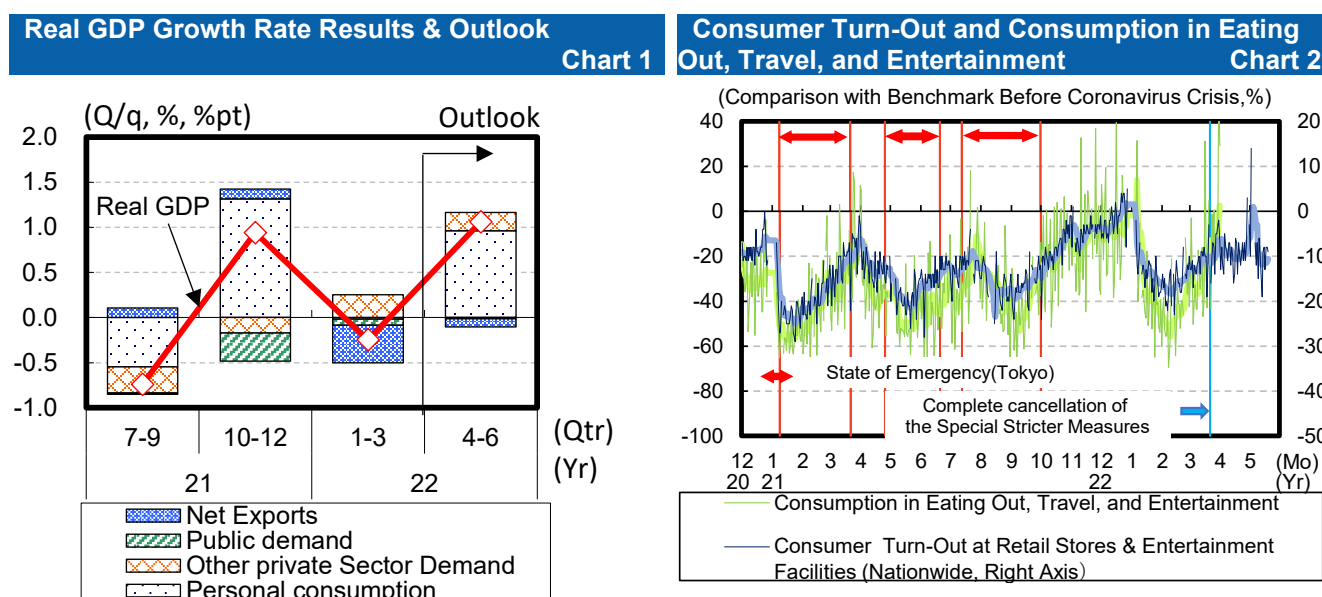 Real GDP Growth Rate Results & Outlook
Chart 1
(Q/q, %, %pt)
Outlook
2.0
1.5
1.0
0.5
0.0
-0.5
-1.0
Real GDP
7-9 10-12 1-3 4-6 (Qtr)
21 22 (Yr)
Net Exports
Public demand
Other private Sector Demand
Personal consumption
Consumer Turn-Out and Consumption in Eating
Out, Travel, and Entertainment Chart 2
(Comparison with Benchmark Before Coronavirus Crisis,%)
40 20
20 10
0 0
-20 -10
-40 -20
-60 -30
-80 -40
-100 -50
State of Emergency(Tokyo)
Complete cancellation of
the Special Stricter Measures
12 1 2 3 4 5 6 7 8 9 10 11 12 1 2 3 4 5 (Mo)
20 21 22 (Yr)
Consumption in Eating Out, Travel, and Entertainment
Consumer Turn-Out at Retail Stores & Entertainment
Facilities (Nationwide, Right Axis)